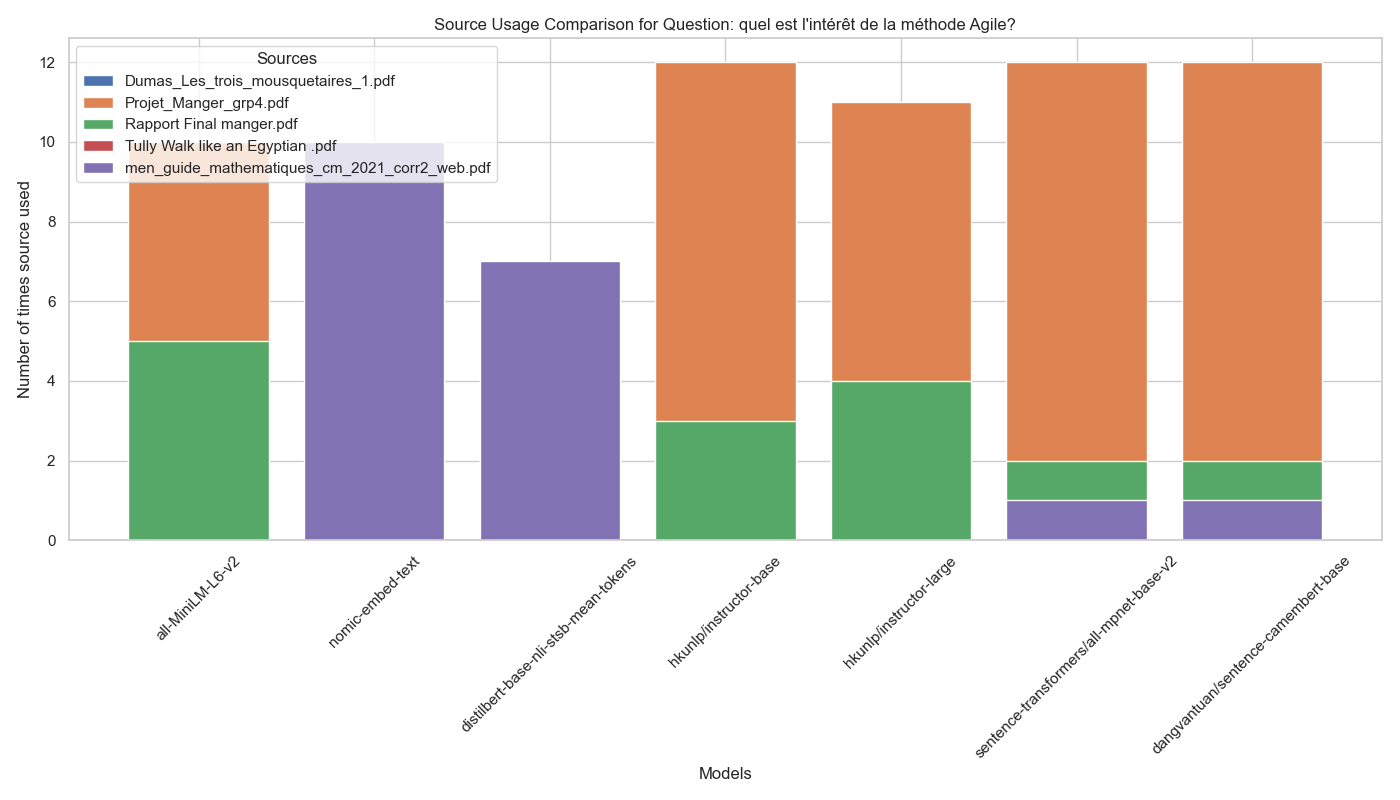 Source Usage Comparison for Question: quel est l'intérêt de la méthode Agile?
Sources
Dumas_Les_trois_mousquetaires_1.pdf
Projet_Manger_grp4.pdf
Rapport Final manger.pdf
Tully Walk like an Egyptian .pdf
men_guide_mathematiques_cm_2021_corr2_web.pdf
Number of times source used
12
10
8
6
4
2
0
all-MiniLM-L6-v2
nomic-embed-text
distilbert-base-nli-stsb-mean-tokens
hkunlp/instructor-base
hkunlp/instructor-large
sentence-transformers/all-mpnet-base-v2
dangvantuan/sentence-camembert-base
Models